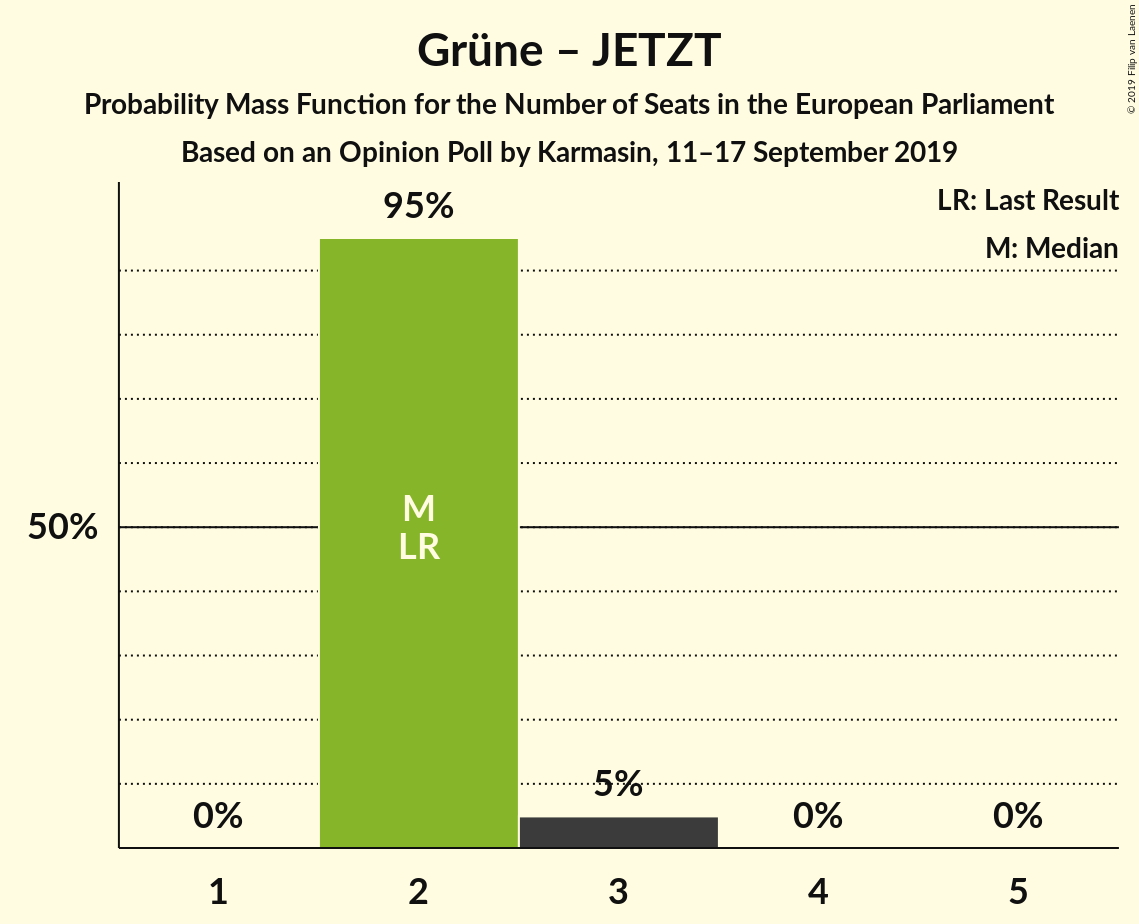 Grüne – JETZT
Probability Mass Function for the Number of Seats in the European Parliament
Based on an Opinion Poll by Karmasin, 11–17 September 2019
© 2019 Filip van Laenen
LR: Last Result
M: Median
95%
50%
M
LR
0%
5%
0%
0%
1
2
3
4
5